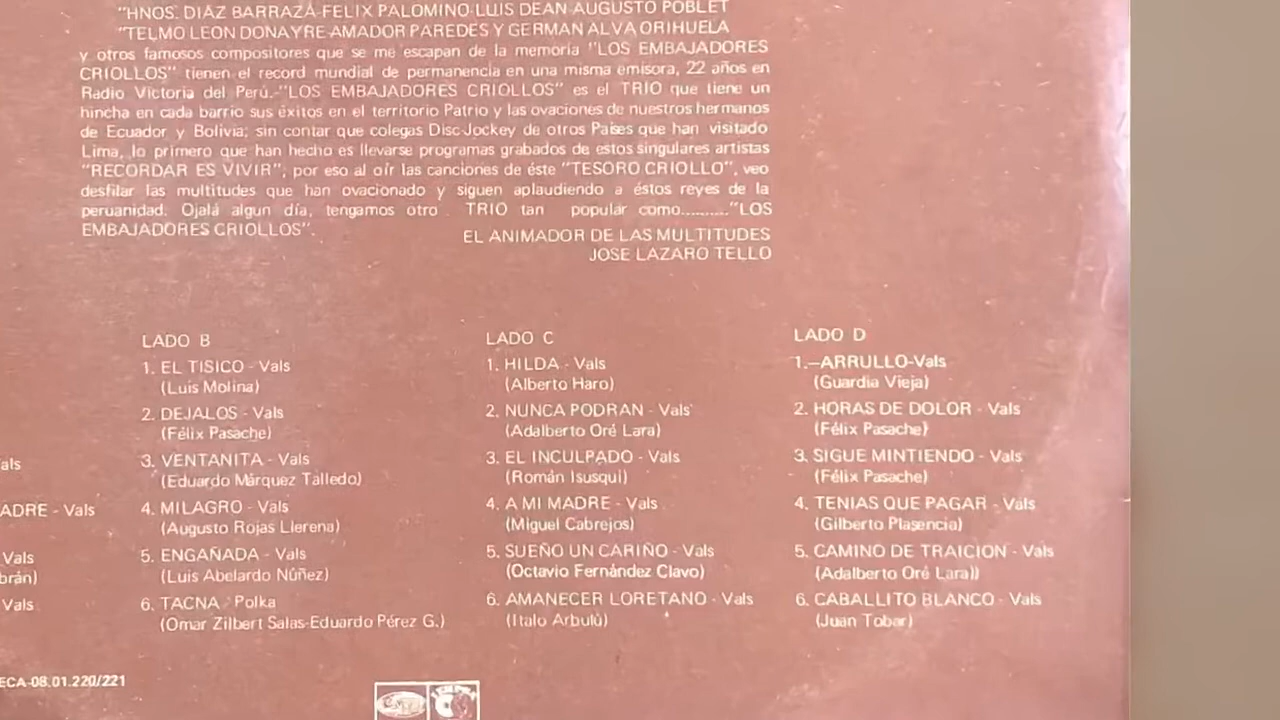 "HNOS. DIAZ BARRAZA-FELIX PALOMINO-LUIS DEAN AUGUSTO POBLET
"TELMO LEON DONAYRE-AMADOR PAREDES Y GERMAN ALVA ORIHUELA
y otros famosos compositores que se me escapan de la memoria "LOS EMBAJADORES
CRIOLLOS" tienen el record mundial de permanencia en una misma emisora, 22 años en
Radio Victoria del Perú.-"LOS EMBAJADORES CRIOLLOS" es el TRIO que tiene un
hincha en cada barrio sus éxitos en el territorio Patrio y las ovaciones de nuestros hermanos
de Ecuador y Bolivia; sin contar que colegas Disc Jockey de otros Países que han visitado
Lima, lo primero que han hecho es llevarse programas grabados de estos singulares artistas
"RECORDAR ES VIVIR", por eso al oír las canciones de éste "TESORO CRIOLLO", veo
desfilar las multitudes que han ovacionado y siguen aplaudiendo a éstos reyes de la
peruanidad. Ojalá algun día, tengamos otro TRIO tan popular como.........."LOS
EMBAJADORES CRIOLLOS".
EL ANIMADOR DE LAS MULTITUDES
JOSE LAZARO TELLO
als
ADRE - Vals
Vals
brán)
Vals
LADO B
1. EL TISICO - Vals
(Luis Molina)
2. DEJALOS - Vals
(Félix Pasache)
3. VENTANITA - Vals
(Eduardo Márquez Talledo)
4. MILAGRO - Vals
(Augusto Rojas Llerena)
5. ENGAÑADA - Vals
(Luis Abelardo Núñez)
6. TACNA - Polka
(Omar Zilbert Salas-Eduardo Pérez G.)
LADO C
1. HILDA - Vals
(Alberto Haro)
2. NUNCA PODRAN - Vals
(Adalberto Oré Lara)
3. EL INCULPADO - Vals
(Román Isusqui)
4. A MI MADRE - Vals
(Miguel Cabrejos)
5. SUEÑO UN CARIÑO - Vals
(Octavio Fernández Clavo)
6. AMANECER LORETANO - Vals
(Italo Arbulú)
LADO D
1.—ARRULLO-Vals
(Guardia Vieja)
2. HORAS DE DOLOR - Vals
(Félix Pasache)
3. SIGUE MINTIENDO - Vals
(Félix Pasache)
4. TENIAS QUE PAGAR - Vals
(Gilberto Plasencia)
5. CAMINO DE TRAICION - Vals
(Adalberto Oré Lara))
6. CABALLITO BLANCO - Vals
(Juan Tobar)
ECA-08.01.220/221